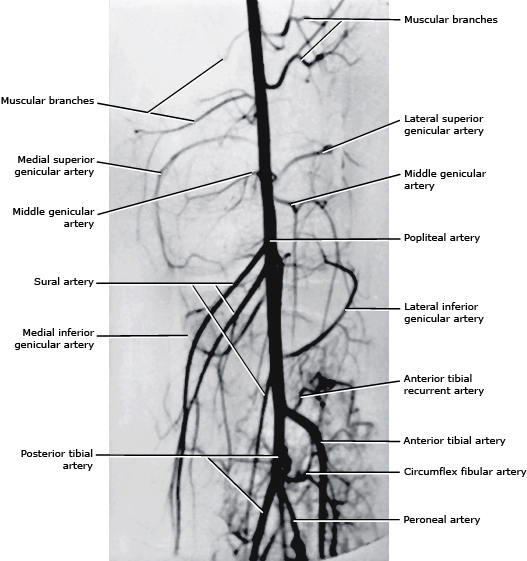 Muscular branches
Muscular branches
Medial superior
genicular artery
Middle genicular
artery
Sural artery
Medial inferior
genicular artery
Posterior tibial
artery
Lateral superior
genicular artery
Middle genicular
artery
Popliteal artery
Lateral inferior
genicular artery
Anterior tibial
recurrent artery
Anterior tibial artery
Circumflex fibular artery
Peroneal artery